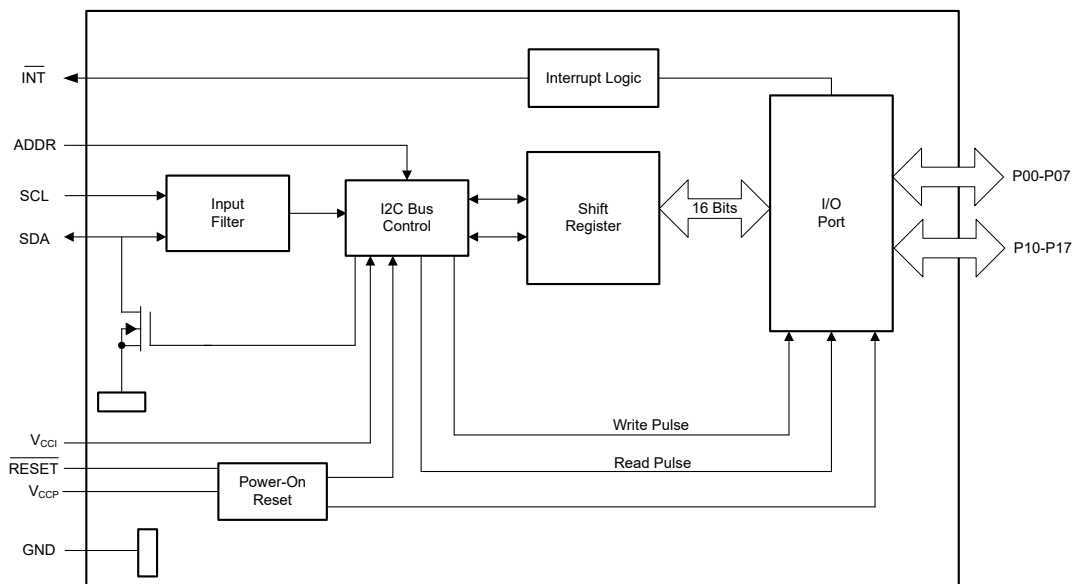 INT
Interrupt Logic
ADDR
SCL
Input
Filter
I2C Bus
Control
Shift
Register
16 Bits
I/O
Port
P00-P07
SDA
P10-P17
VCCI
Write Pulse
RESET
Read Pulse
VCCP
Power-On
Reset
GND